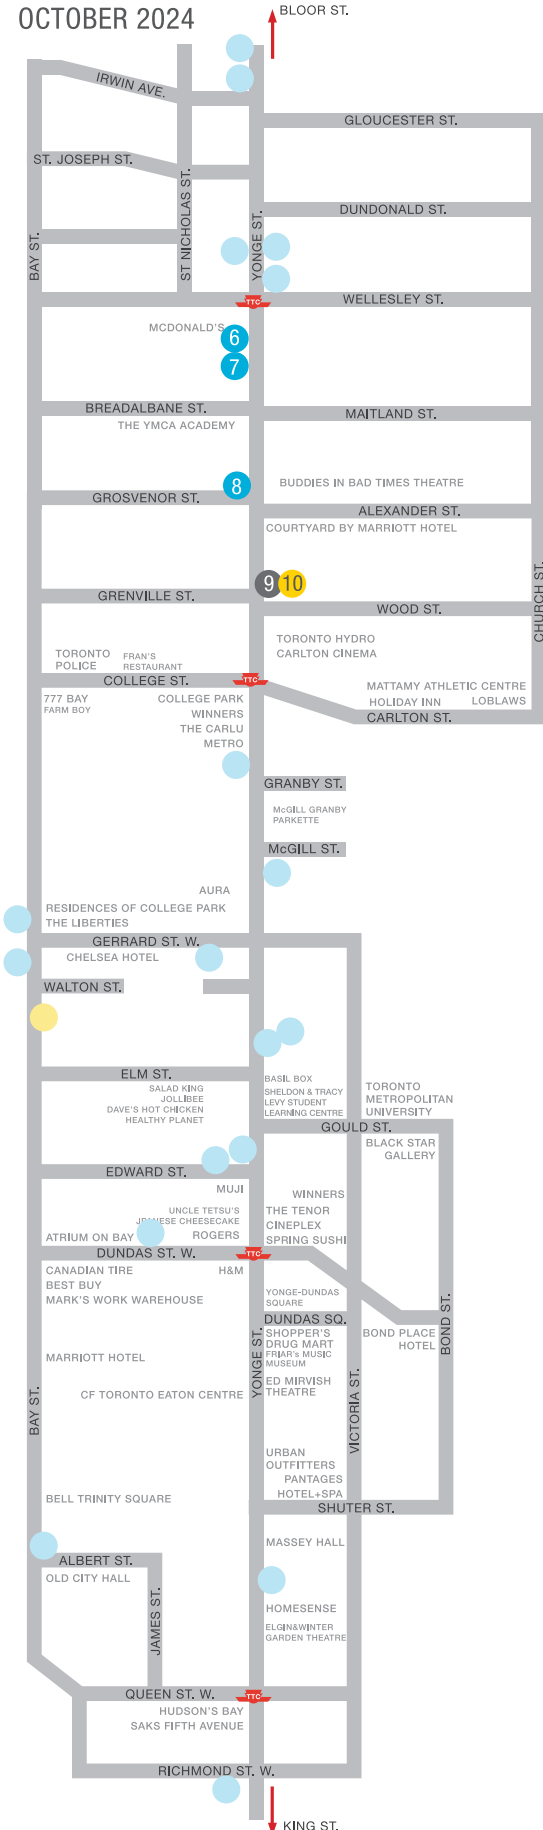 OCTOBER 2024
BLOOR ST.
IRWIN AVE.
GLOUCESTER ST.
ST. JOSEPH ST.
ST NICHOLAS ST.
DUNDONALD ST.
BAY ST.
YONGE ST.
WELLESLEY ST.
TTC
MCDONALD'S
6
7
BREADALBANE ST.
MAITLAND ST.
THE YMCA ACADEMY
8
BUDDIES IN BAD TIMES THEATRE
GROSVENOR ST.
ALEXANDER ST.
COURTYARD BY MARRIOTT HOTEL
9
10
CHURCH ST.
GRENVILLE ST.
WOOD ST.
TORONTO
POLICE
FRAN'S
RESTAURANT
TORONTO HYDRO
CARLTON CINEMA
COLLEGE ST.
TTC
777 BAY
FARM BOY
COLLEGE PARK
WINNERS
THE CARLU
METRO
MATTAMY ATHLETIC CENTRE
HOLIDAY INN
LOBLAWS
CARLTON ST.
GRANBY ST.
McGILL GRANBY
PARKETTE
McGILL ST.
AURA
RESIDENCES OF COLLEGE PARK
THE LIBERTIES
GERRARD ST. W.
CHELSEA HOTEL
WALTON ST.
ELM ST.
SALAD KING
JOLLIBEE
DAVE'S HOT CHICKEN
HEALTHY PLANET
BASIL BOX
SHELDON & TRACY
LEVY STUDENT
LEARNING CENTRE
TORONTO
METROPOLITAN
UNIVERSITY
GOULD ST.
BLACK STAR
GALLERY
EDWARD ST.
MUJI
WINNERS
UNCLE TETSU'S
CHEESECAKE
ROGERS
THE TENOR
CINEPLEX
SPRING SUSHI
ATRIUM ON BAY
DUNDAS ST. W.
TTC
CANADIAN TIRE
BEST BUY
MARK'S WORK WAREHOUSE
H&M
YONGE-DUNDAS
SQUARE
DUNDAS SQ.
BOND ST.
SHOPPER'S
DRUG MART
FRIAR's MUSIC
MUSEUM
BOND PLACE
HOTEL
MARRIOTT HOTEL
YONGE ST.
ED MIRVISH
THEATRE
CF TORONTO EATON CENTRE
BAY ST.
VICTORIA ST.
URBAN
OUTFITTERS
PANTAGES
HOTEL+SPA
BELL TRINITY SQUARE
SHUTER ST.
MASSEY HALL
ALBERT ST.
OLD CITY HALL
JAMES ST.
HOMESENSE
ELGIN&WINTER
GARDEN THEATRE
QUEEN ST. W.
TTC
HUDSON'S BAY
SAKS FIFTH AVENUE
RICHMOND ST. W.
KING ST.